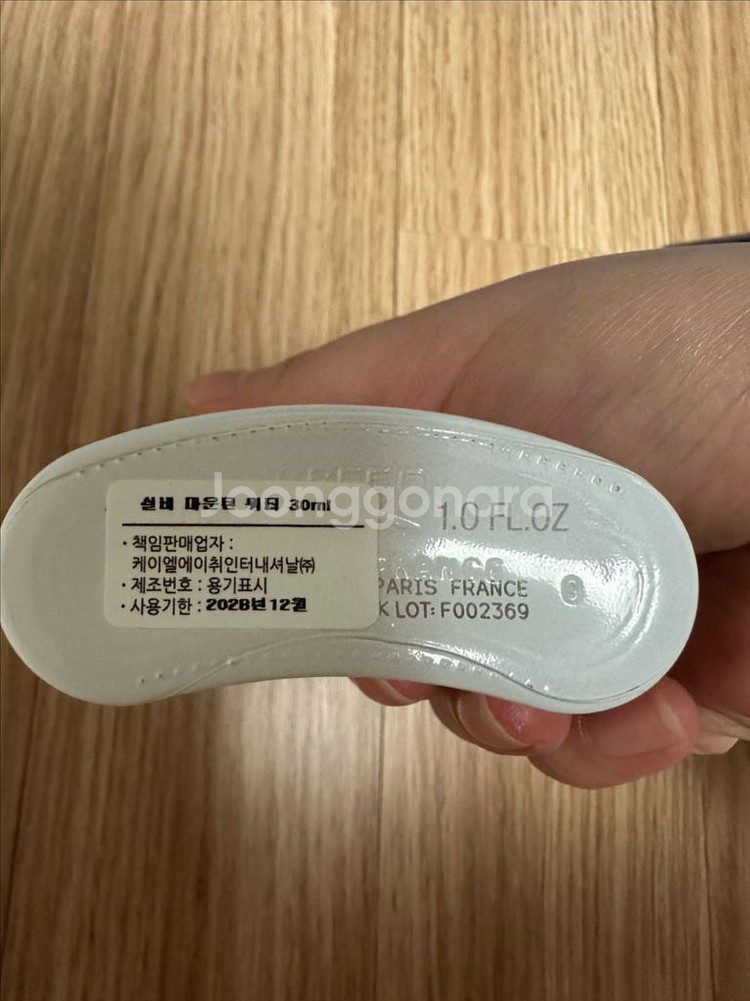 실버 마운틴 워터 30ml
· 책임판매업자 :
케이엘에이취인터내셔날㈜
· 제조번호 : 용기표시
· 사용기한 : 2028년 12월
1.0 FL.OZ
PARIS FRANCE
K LOT: F002369
Joonggonara